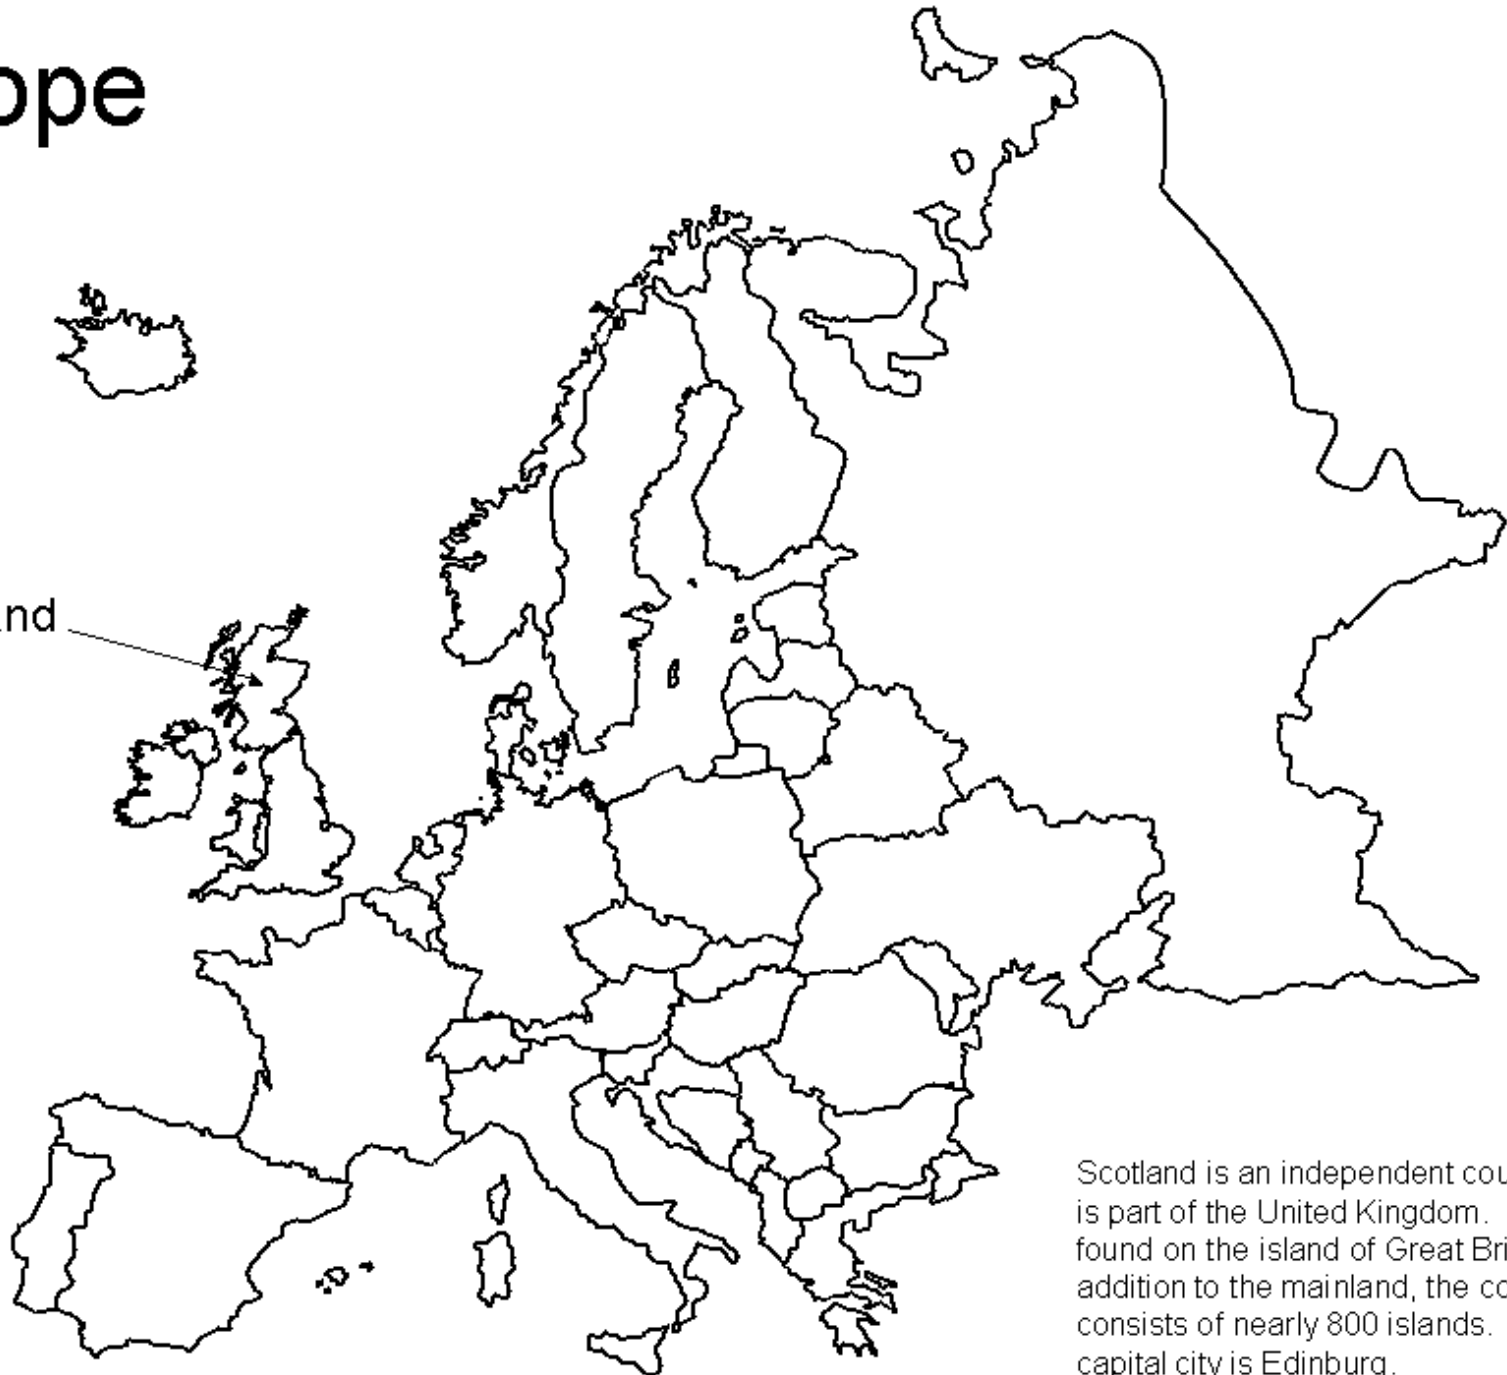 ope
nd
Scotland is an independent cou
is part of the United Kingdom.
found on the island of Great Bri
addition to the mainland, the co
consists of nearly 800 islands.
capital city is Edinburg.